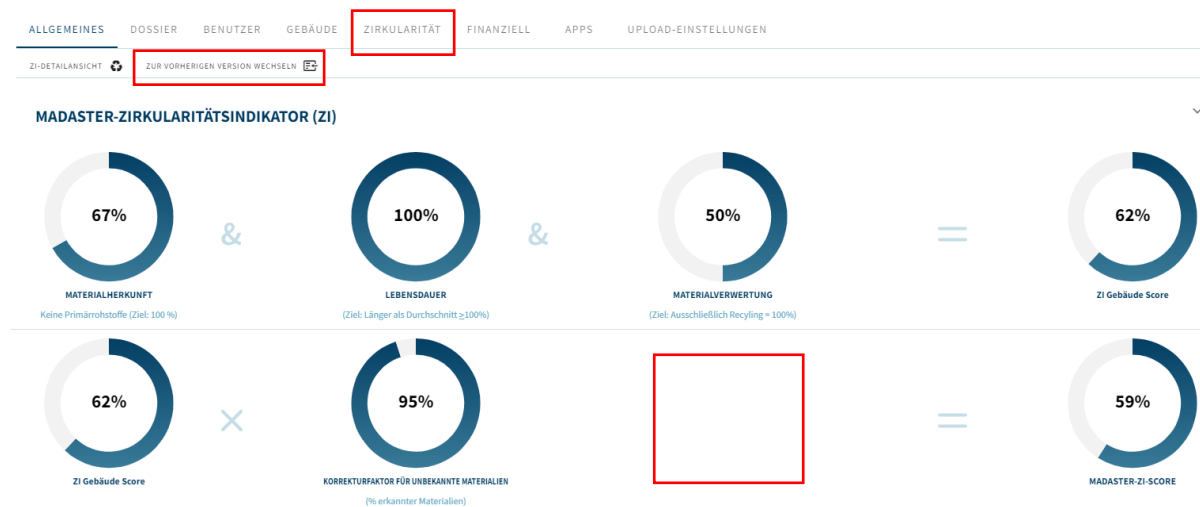 ALLGEMEINES DOSSIER BENUTZER GEBÄUDE ZIRKULARITÄT FINANZIELL APPS UPLOAD-EINSTELLUNGEN
ZI-DETAILANSICHT ZUR VORHERIGEN VERSION WECHSELN
MADASTER-ZIRKULARITÄTSINDIKATOR (ZI)
67% & 100% & 50% = 62%
MATERIALHERKUNFT LEBENSDAUER MATERIALVERWERTUNG ZI Gebäude Score
Keine Primärrohstoffe (Ziel: 100 %) (Ziel: Länger als Durchschnitt ≥100%) (Ziel: Ausschließlich Recyling = 100%)
62% × 95% = 59%
ZI Gebäude Score KORREKTURFAKTOR FÜR UNBEKANNTE MATERIALIEN MADASTER-ZI-SCORE
(% erkannter Materialien)